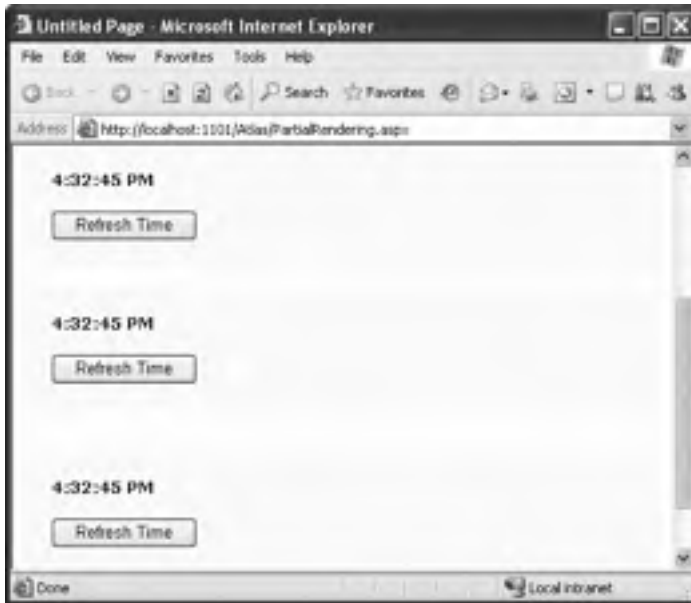 Untitled Page - Microsoft Internet Explorer
File Edit View Favorites Tools Help
Back Search Favorites
Address http://localhost:1101/Atlas/PartialRendering.aspx
4:32:45 PM
Refresh Time
4:32:45 PM
Refresh Time
4:32:45 PM
Refresh Time
Done Local intranet